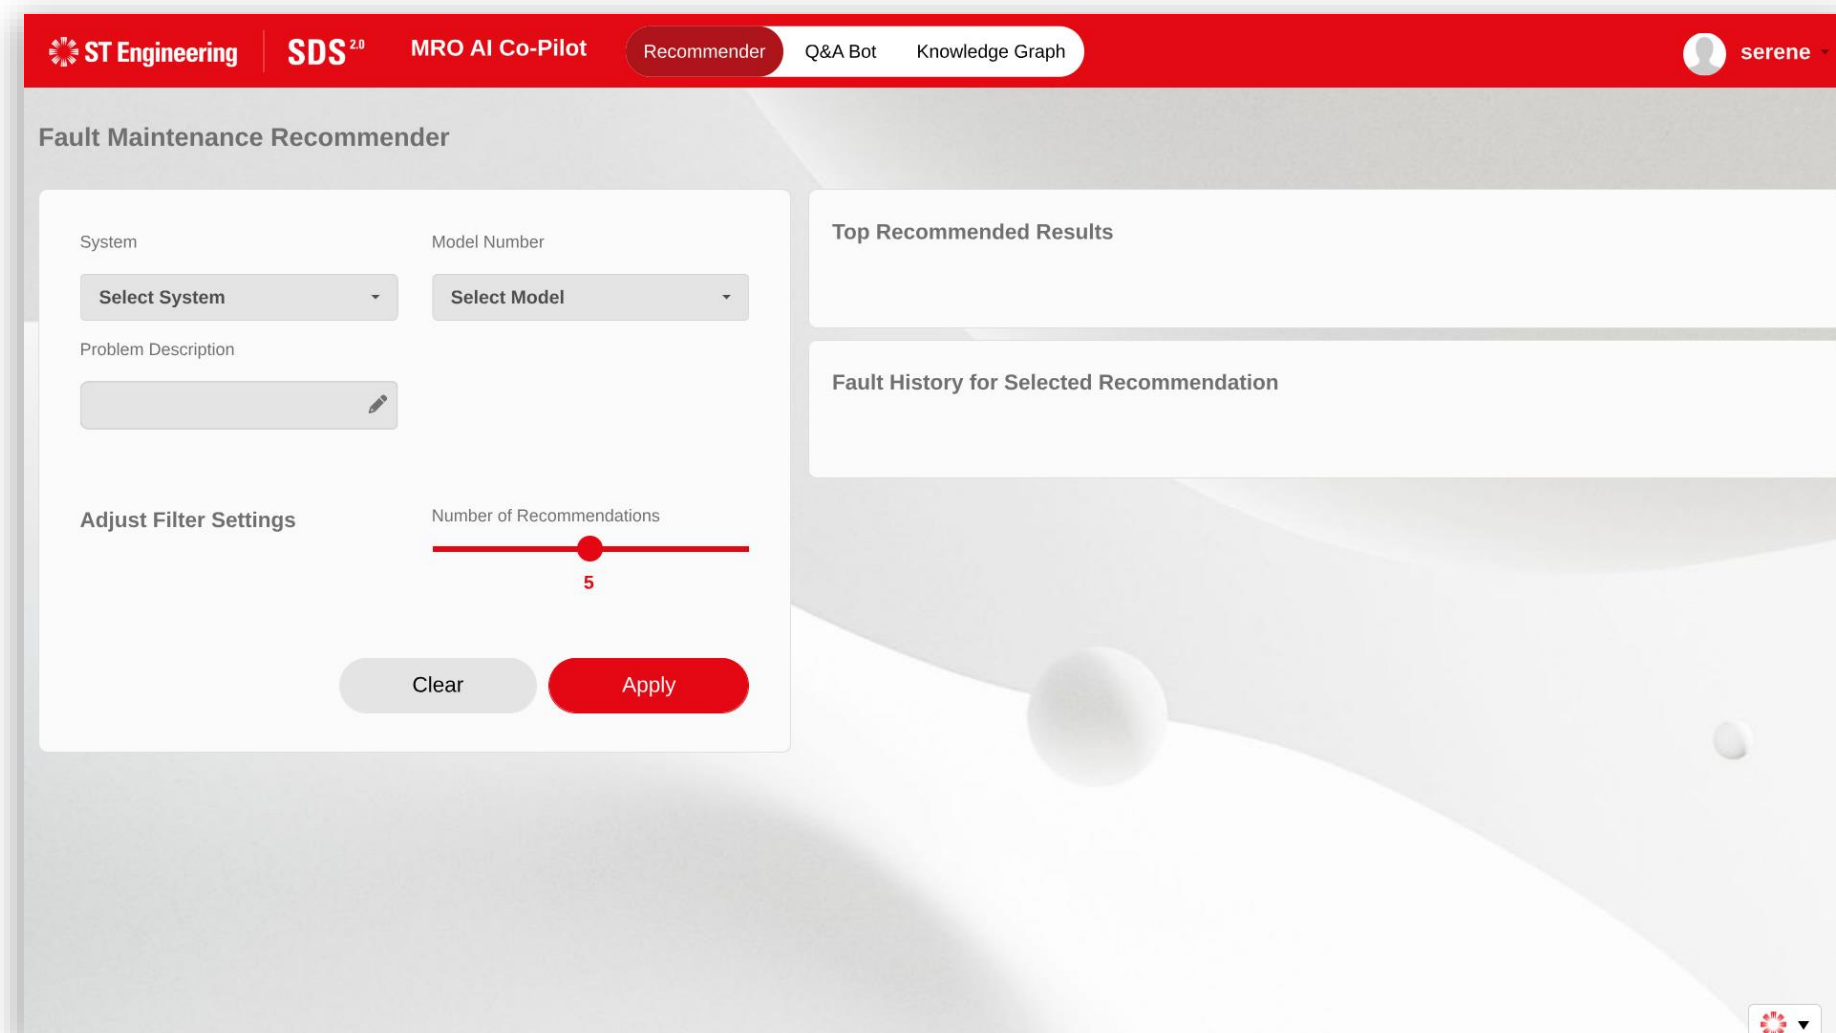 ST Engineering
SDS 2.0
MRO AI Co-Pilot
Recommender
Q&A Bot
Knowledge Graph
serene
Fault Maintenance Recommender
System
Model Number
Select System
Select Model
Problem Description
Adjust Filter Settings
Number of Recommendations
5
Clear
Apply
Top Recommended Results
Fault History for Selected Recommendation